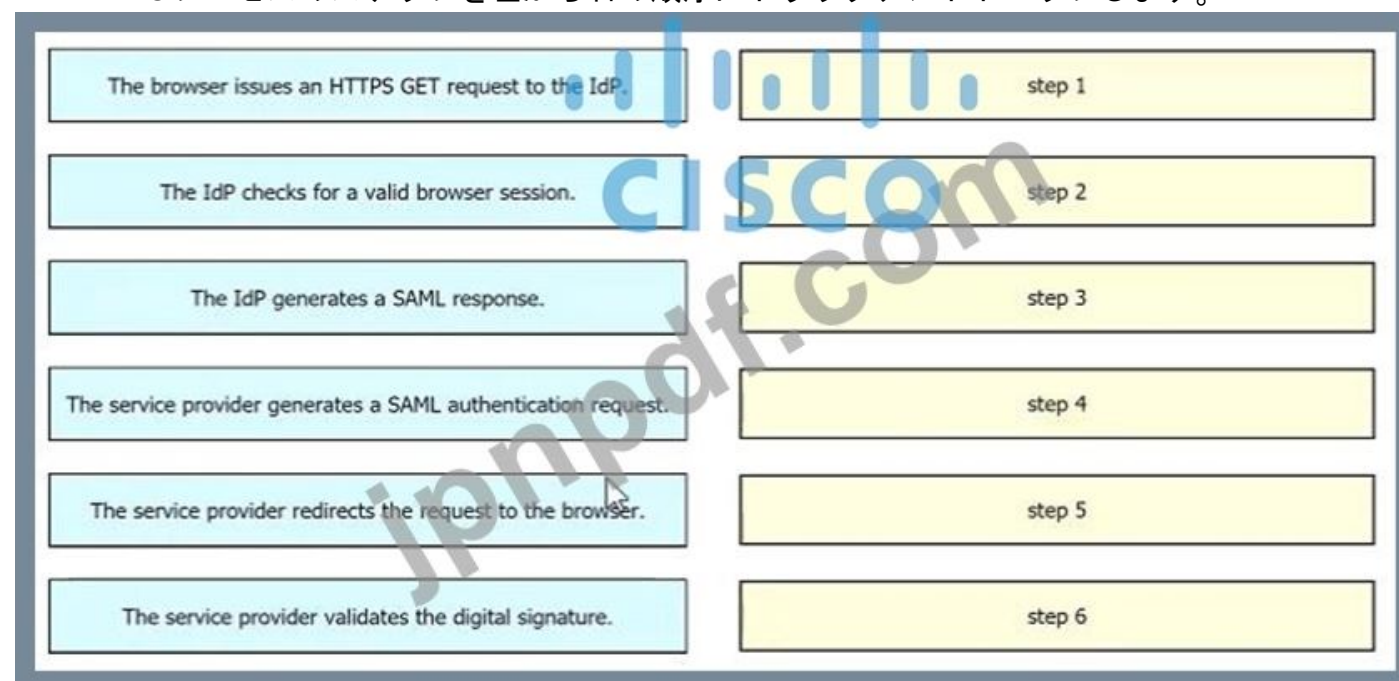 The browser issues an HTTPS GET request to the IdP.
step 1
The IdP checks for a valid browser session.
step 2
The IdP generates a SAML response.
step 3
The service provider generates a SAML authentication request.
step 4
The service provider redirects the request to the browser.
step 5
The service provider validates the digital signature.
step 6
CISCO
jpnpdf.com